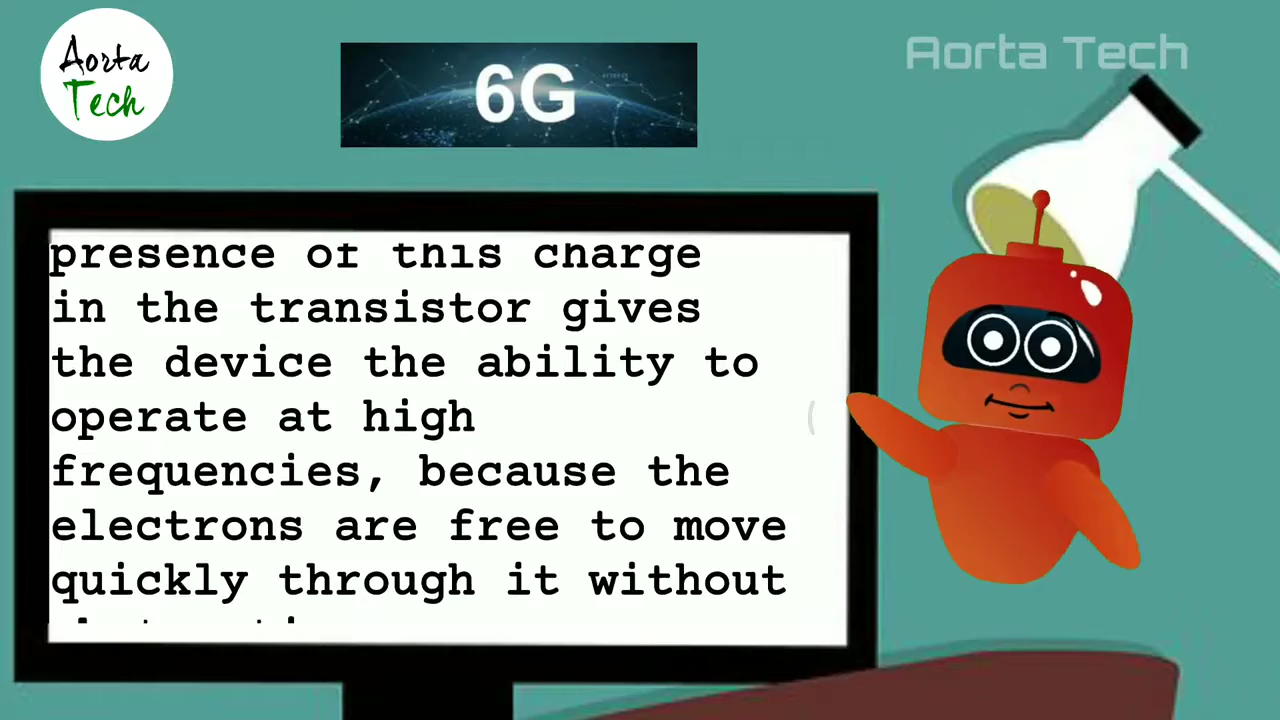 Aorta
Tech
6G
Aorta Tech
presence of this charge
in the transistor gives
the device the ability to
operate at high
frequencies, because the
electrons are free to move
quickly through it without